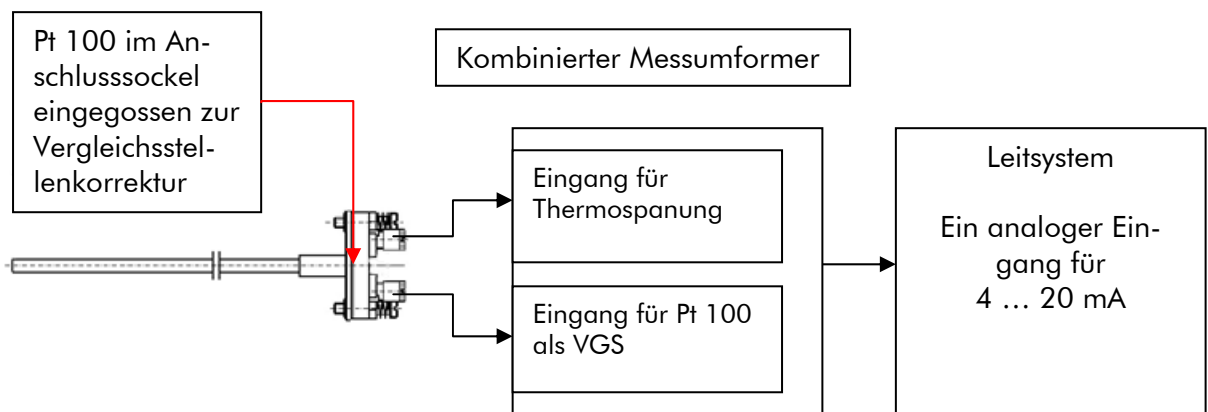 Pt 100 im An-
schlusssockel
eingegossen zur
Vergleichsstel-
lenkorrektur
Kombinierter Messumformer
Eingang für
Thermospanung
Eingang für Pt 100
als VGS
Leitsystem
Ein analoger Ein-
gang für
4 ... 20 mA